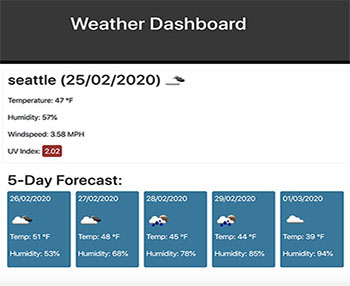 Weather Dashboard
seattle (25/02/2020)
Temperature: 47 °F
Humidity: 57%
Windspeed: 3.58 MPH
UV Index: 2.02
5-Day Forecast:
26/02/2020 27/02/2020 28/02/2020 29/02/2020 01/03/2020
Temp: 51 °F Temp: 48 °F Temp: 45 °F Temp: 44 °F Temp: 39 °F
Humidity: 53% Humidity: 68% Humidity: 78% Humidity: 85% Humidity: 94%